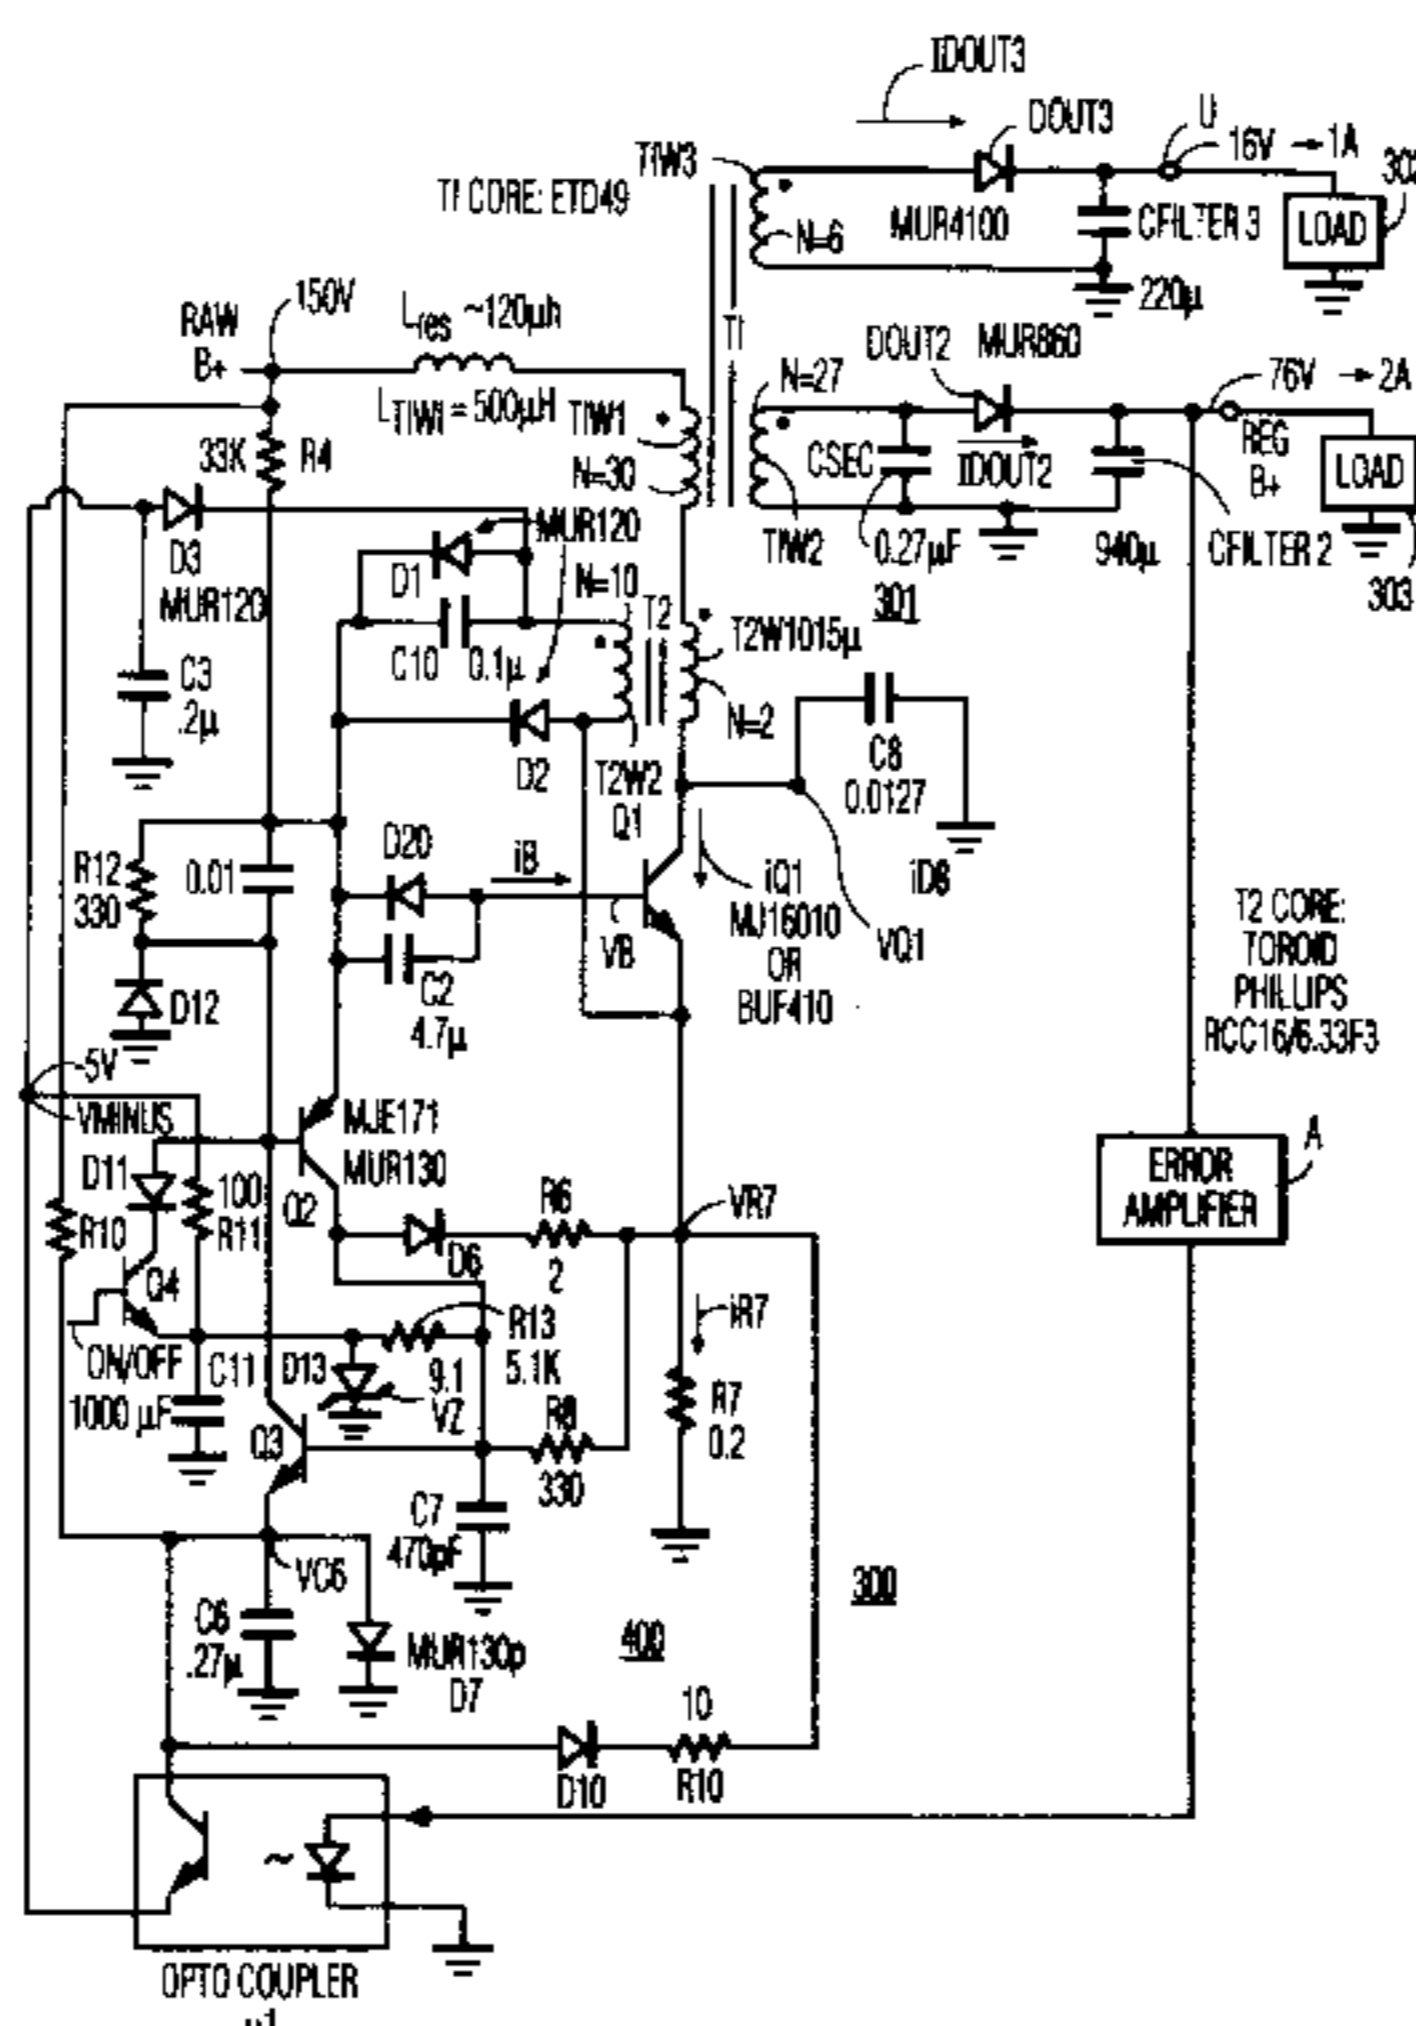 IDOUT3
DOUT3
U
16V → 1A
302
T1W3
T1 CORE: ETD49
N=6
MUR4100
CFILTER 3
LOAD
220µ
150V
RAW
B+
Lres ~120µh
LT1W1 = 500µH
T1
DOUT2
MUR860
N=27
76V → 2A
T1W1
N=30
33K
R4
CSEC
IDOUT2
REG
B+
LOAD
MUR120
D3
MUR120
D1
N=10
T2
T1W2
0.27µF
301
940µ
CFILTER 2
303
C10
0.1µ
T2W1015µ
C3
.2µ
D2
T2W2
N=2
C8
0.0127
Q1
D20
iB
R12
330
0.01
iQ1
iD8
MJ16010
OR
BUF410
VQ1
VB
C2
4.7µ
D12
T2 CORE:
TOROID
PHILLIPS
RCC16/6.33F3
-5V
VMINUS
MJE171
MUR130
D11
100
R11
Q2
R10
R6
2
VR7
D6
ERROR
AMPLIFIER
A
Q4
ON/OFF
C11
1000 µF
D13
9.1
VZ
R13
5.1K
iR7
R7
0.2
Q3
R8
330
C7
470pF
VC6
C6
.27µ
MUR130p
D7
400
300
10
D10
R10
~
OPTO COUPLER
µ1